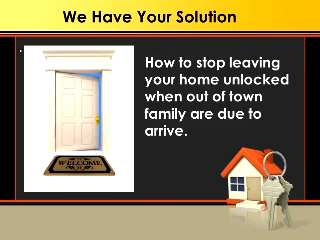 We Have Your Solution
How to stop leaving
your home unlocked
when out of town
family are due to
arrive.
WELCOME